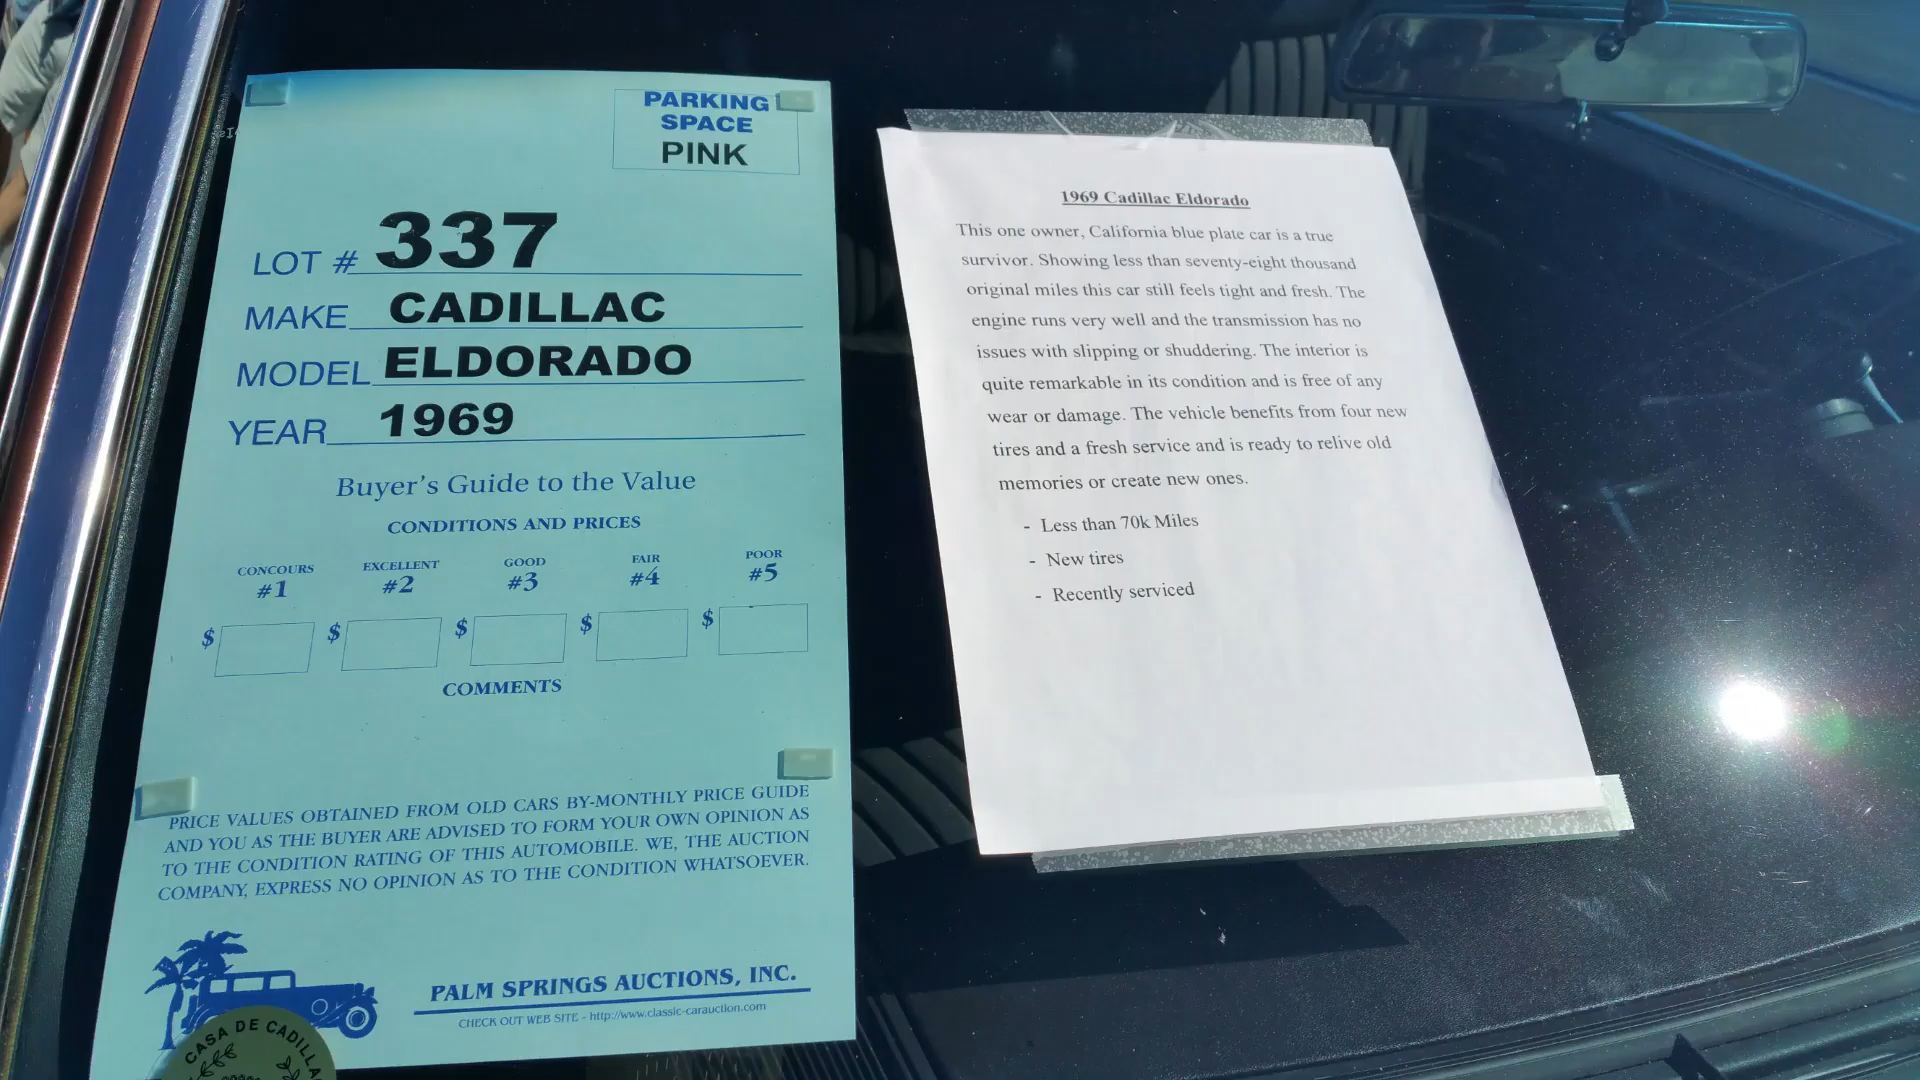 PARKING
SPACE
PINK
LOT # 337
MAKE CADILLAC
MODEL ELDORADO
YEAR 1969
Buyer's Guide to the Value
CONDITIONS AND PRICES
CONCOURS EXCELLENT GOOD FAIR POOR
#1 #2 #3 #4 #5
$ $ $ $ $
COMMENTS
PRICE VALUES OBTAINED FROM OLD CARS BY-MONTHLY PRICE GUIDE
AND YOU AS THE BUYER ARE ADVISED TO FORM YOUR OWN OPINION AS
TO THE CONDITION RATING OF THIS AUTOMOBILE. WE, THE AUCTION
COMPANY, EXPRESS NO OPINION AS TO THE CONDITION WHATSOEVER.
PALM SPRINGS AUCTIONS, INC.
CHECK OUT WEB SITE - http://www.classic-carauction.com
CASA DE CADILLA
1969 Cadillac Eldorado
This one owner, California blue plate car is a true
survivor. Showing less than seventy-eight thousand
original miles this car still feels tight and fresh. The
engine runs very well and the transmission has no
issues with slipping or shuddering. The interior is
quite remarkable in its condition and is free of any
wear or damage. The vehicle benefits from four new
tires and a fresh service and is ready to relive old
memories or create new ones.
- Less than 70k Miles
- New tires
- Recently serviced